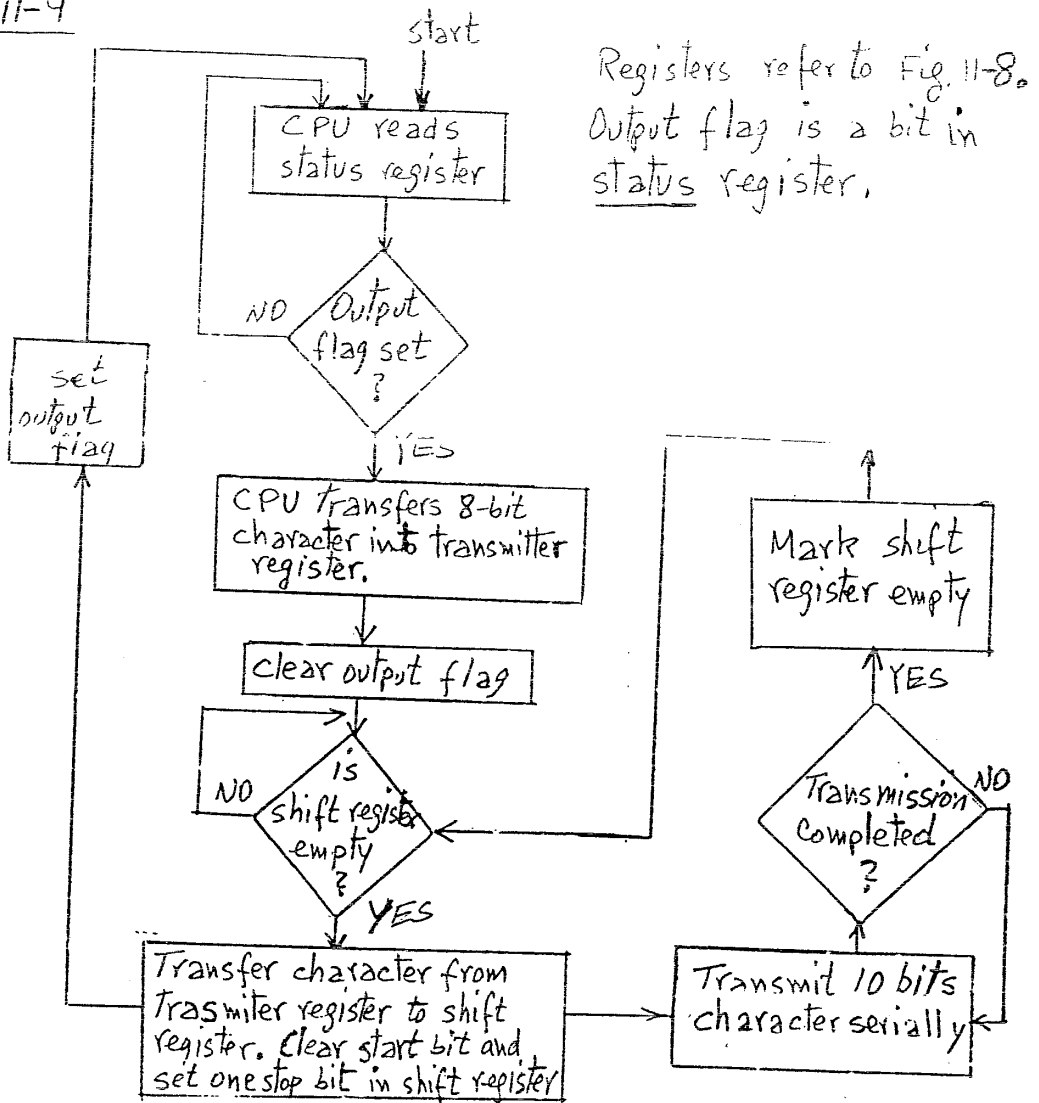 11-4
start
Registers refer to Fig. 11-8.
Output flag is a bit in
status register.
CPU reads
status register
NO
Output
flag set
?
set
output
flag
YES
CPU transfers 8-bit
character into transmitter
register.
Mark shift
register empty
clear output flag
YES
NO
is
shift register
empty
?
Transmission
completed
?
NO
YES
Transfer character from
Trasmiter register to shift
register. Clear start bit and
set one stop bit in shift register
Transmit 10 bits
character serially